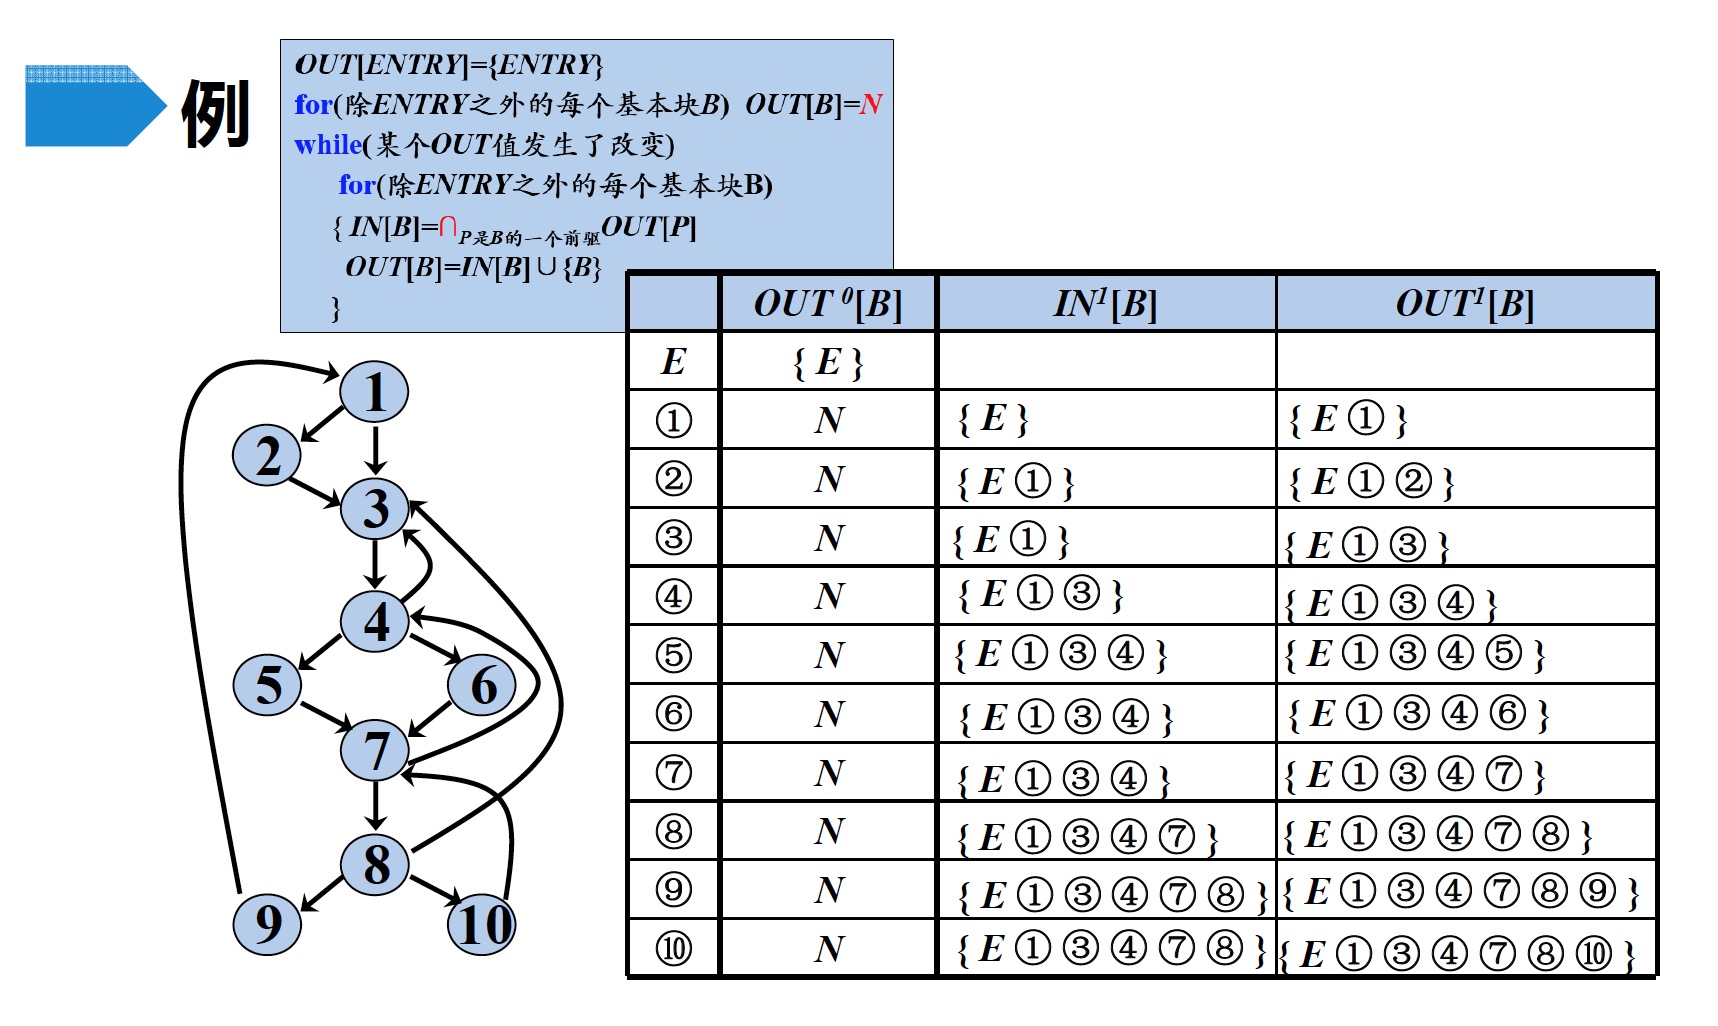 例
OUT[ENTRY]={ENTRY}
for(除ENTRY之外的每个基本块B) OUT[B]=N
while(某个OUT值发生了改变)
for(除ENTRY之外的每个基本块B)
{ IN[B]=∩P是B的一个前驱OUT[P]
OUT[B]=IN[B]∪{B}
}
OUT 0[B] IN1[B] OUT1[B]
E { E }
① N { E } { E ① }
② N { E ① } { E ① ② }
③ N { E ① } { E ① ③ }
④ N { E ① ③ } { E ① ③ ④ }
⑤ N { E ① ③ ④ } { E ① ③ ④ ⑤ }
⑥ N { E ① ③ ④ } { E ① ③ ④ ⑥ }
⑦ N { E ① ③ ④ } { E ① ③ ④ ⑦ }
⑧ N { E ① ③ ④ ⑦ } { E ① ③ ④ ⑦ ⑧ }
⑨ N { E ① ③ ④ ⑦ ⑧ } { E ① ③ ④ ⑦ ⑧ ⑨ }
⑩ N { E ① ③ ④ ⑦ ⑧ } { E ① ③ ④ ⑦ ⑧ ⑩ }
1
2
3
4
5 6
7
8
9 10